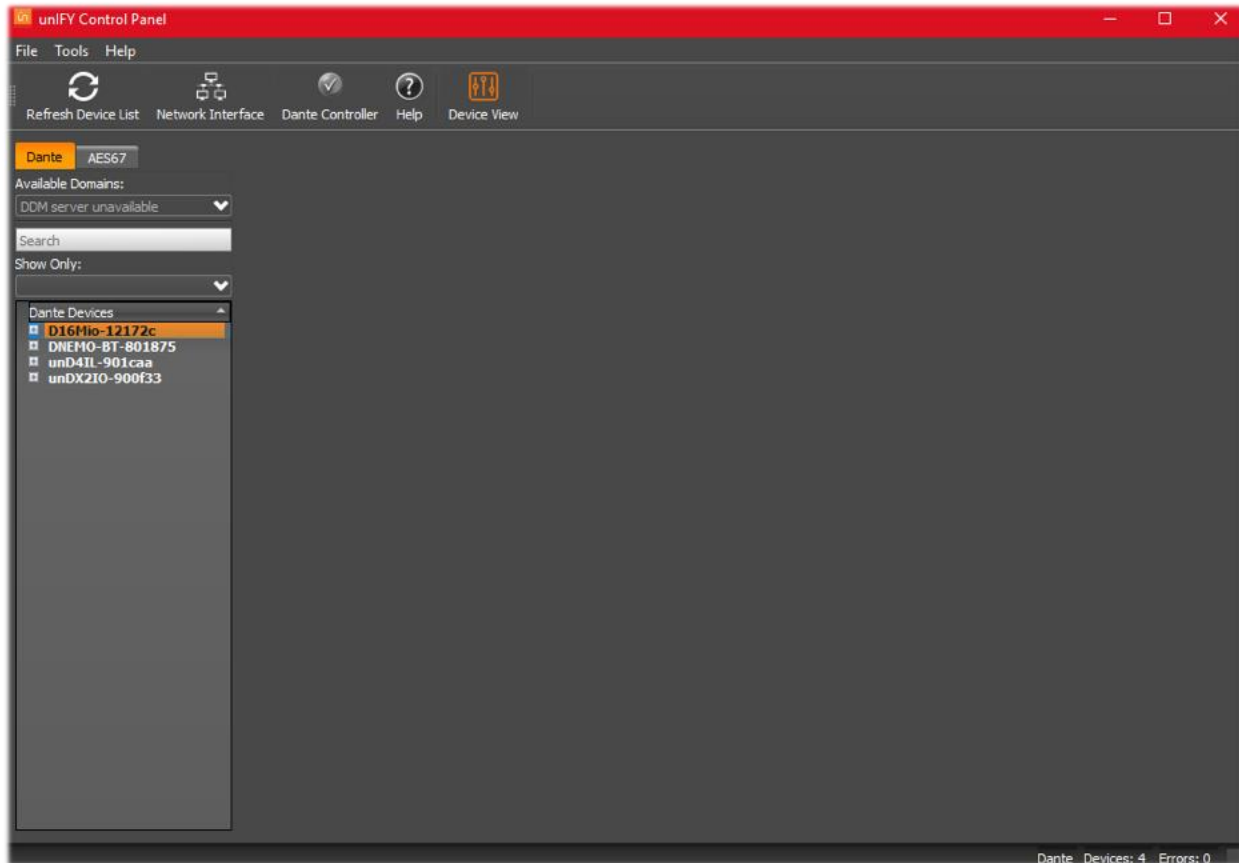 unIFY Control Panel
File Tools Help
Refresh Device List Network Interface Dante Controller Help Device View
Dante AES67
Available Domains:
DDM server unavailable
Search
Show Only:
Dante Devices
D16Mio-12172c
DNEMO-BT-801875
unD4IL-901caa
unDX2IO-900f33
Dante Devices: 4 Errors: 0